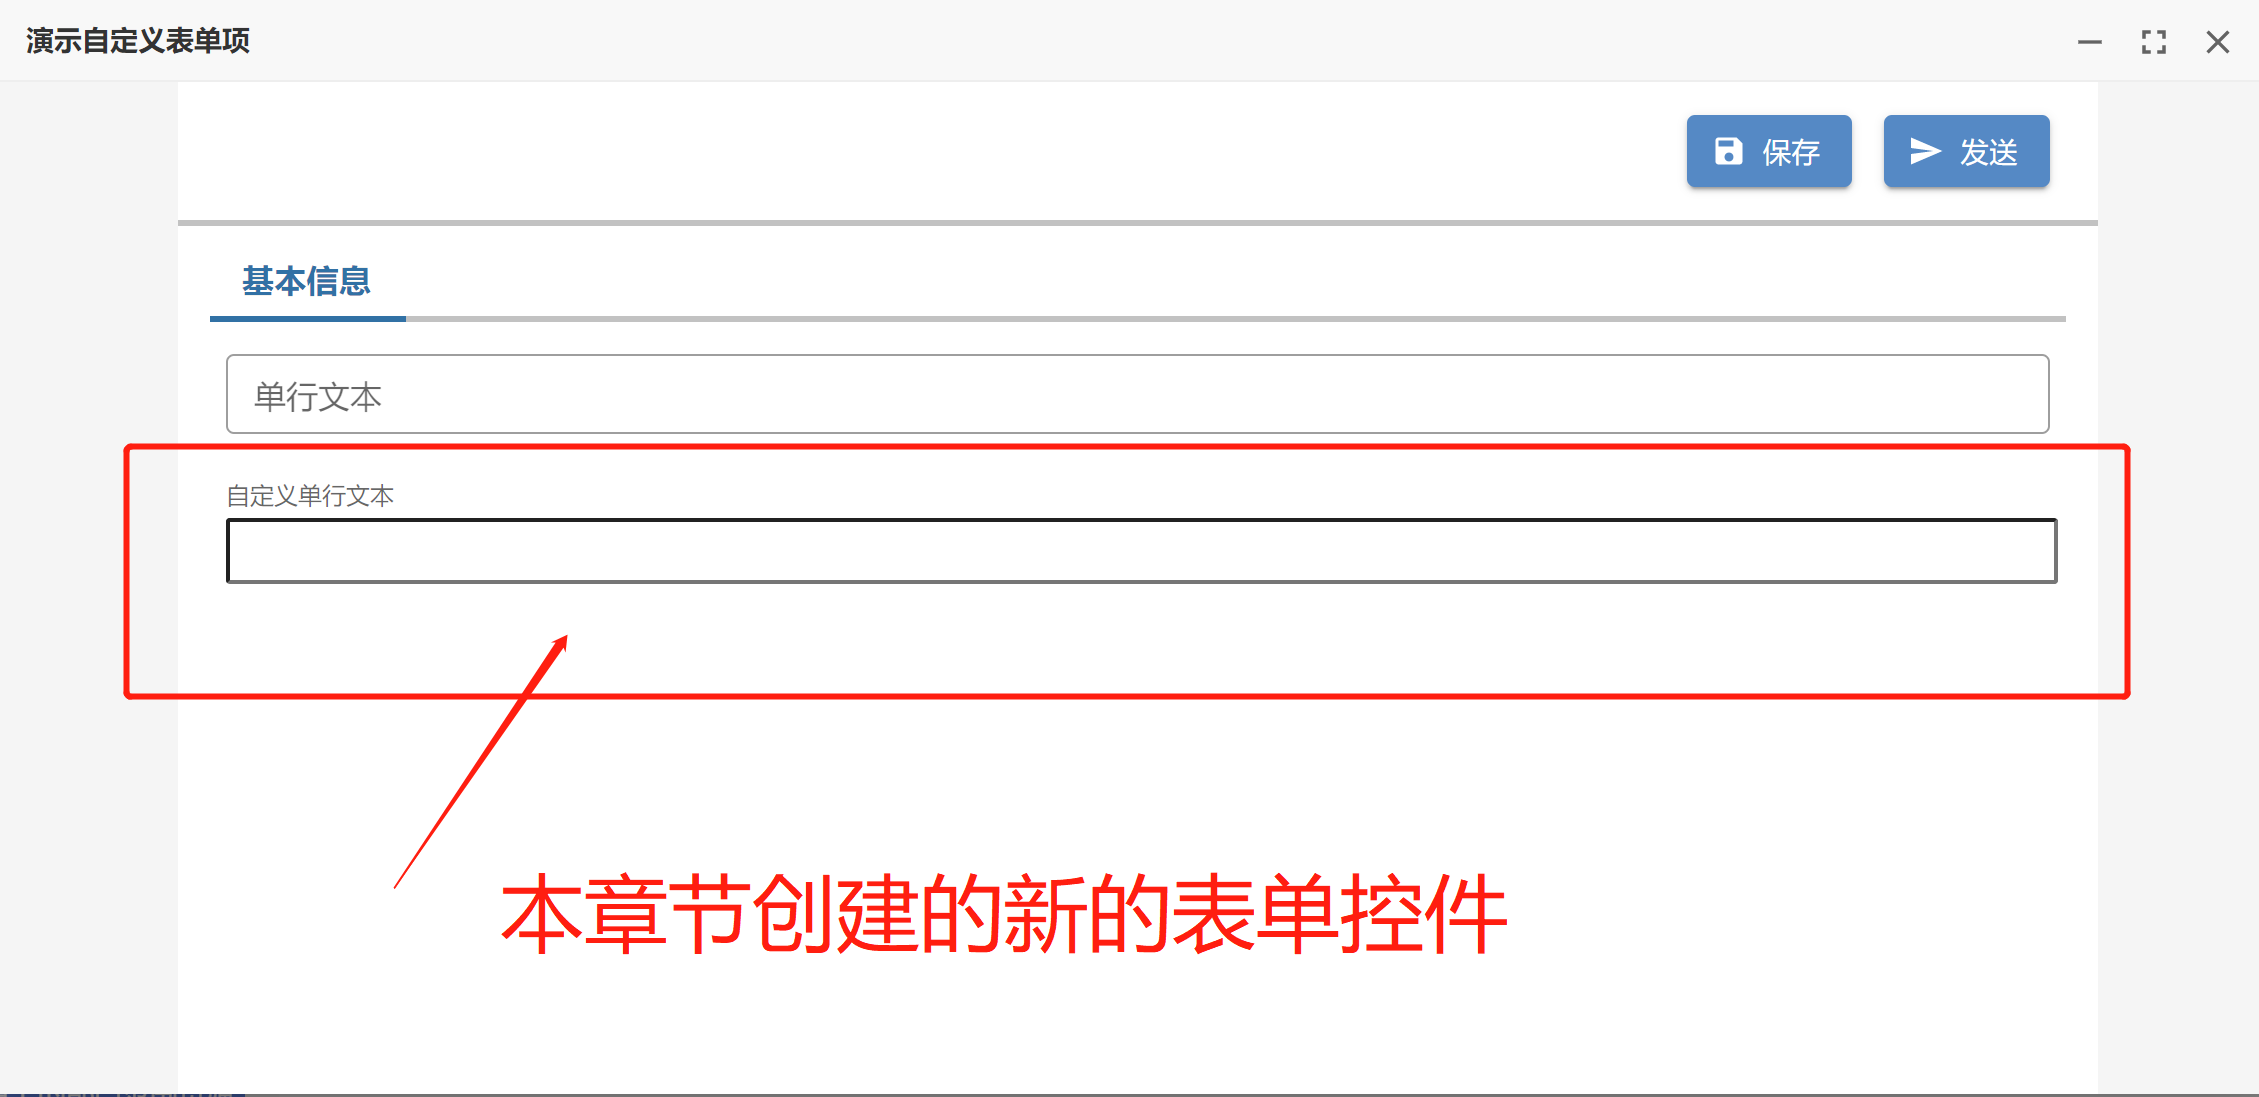 演示自定义表单项
保存
发送
基本信息
单行文本
自定义单行文本
本章节创建的新的表单控件